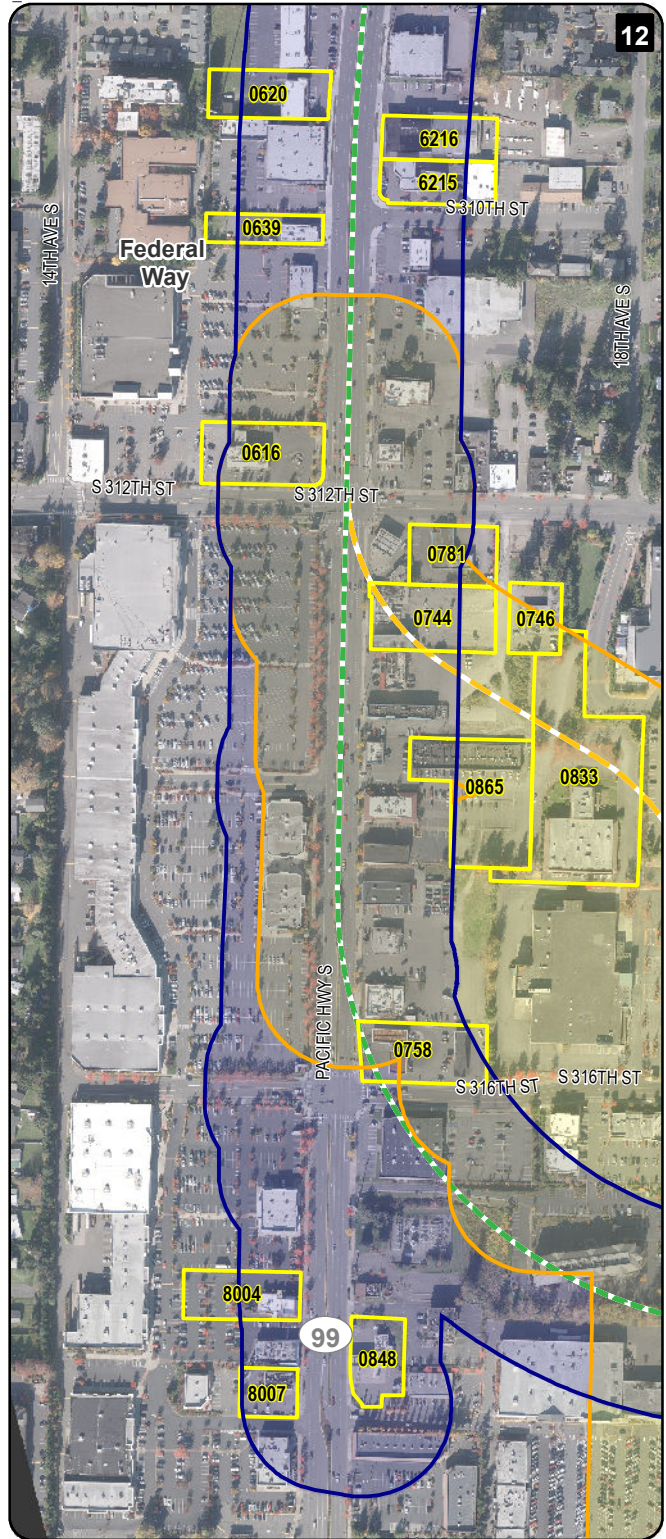 12
0620
6216
6215
S 310TH ST
0639
14TH AVE S
Federal
Way
18TH AVE S
0616
S 312TH ST
S 312TH ST
0781
0744
0746
0833
0865
PACIFIC HWY S
0758
S 316TH ST
S 316TH ST
8004
99
0848
8007